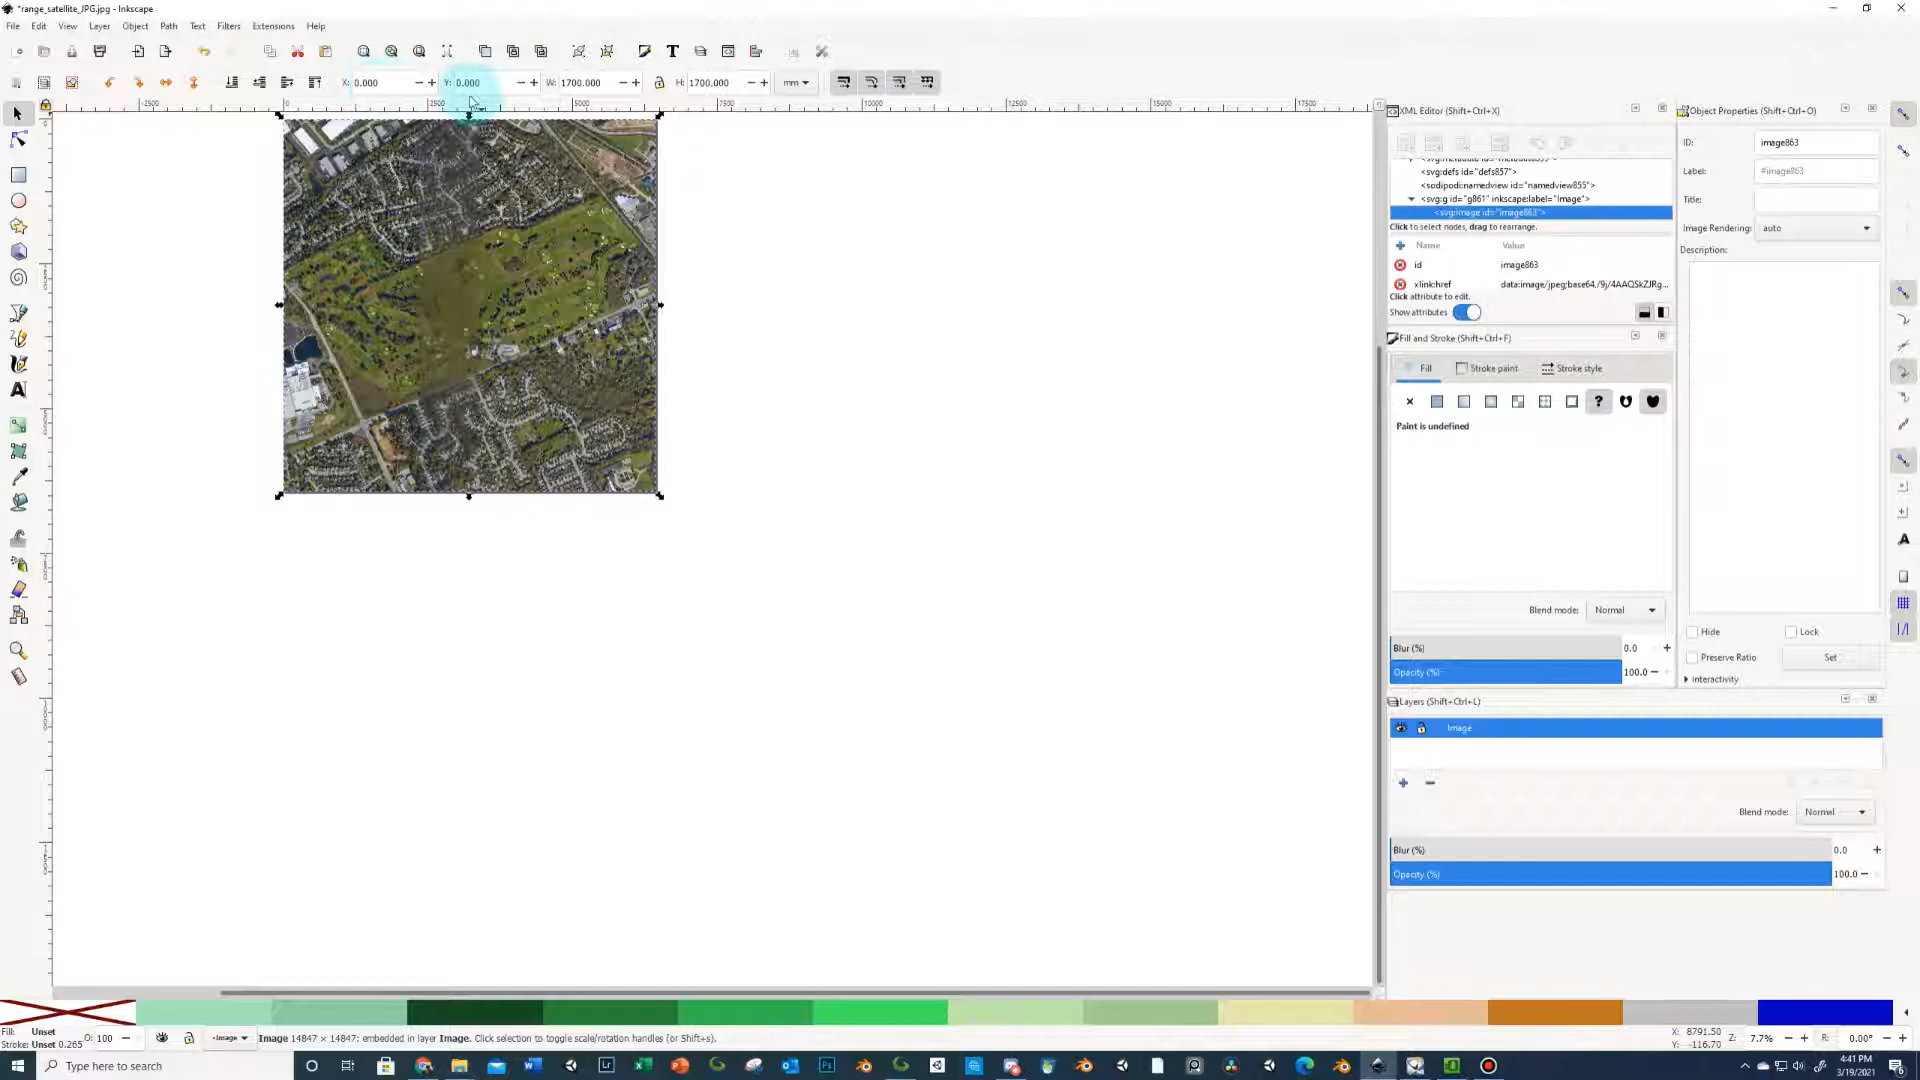 *range_satellite_JPG.jpg - Inkscape
File Edit View Layer Object Path Text Filters Extensions Help
X: 0.000 Y: 0.000 W: 1700.000 H: 1700.000 mm
-2500 0 2500 5000 10000 12500 15000 17500
XML Editor (Shift+Ctrl+X)
<svg:defs id="defs857">
<sodipodi:namedview id="namedview855">
<svg:g id="g861" inkscape:label="Image">
<svg:image id="image863">
Click to select nodes, drag to rearrange.
Name Value
id image863
xlink:href data:image/jpeg;base64,/9j/4AAQSkZJRg...
Click attribute to edit.
Show attributes
Fill and Stroke (Shift+Ctrl+F)
Fill Stroke paint Stroke style
Paint is undefined
Blend mode: Normal
Blur (%) 0.0
Opacity (%) 100.0
Object Properties (Shift+Ctrl+O)
ID: image863
Label: #image863
Title:
Image Rendering: auto
Description:
Hide Lock
Preserve Ratio Set
Interactivity
Layers (Shift+Ctrl+L)
Image
Blend mode: Normal
Blur (%) 0.0
Opacity (%) 100.0
Fill: Unset
Stroke: Unset 0.265
O: 100
Image
Image 14847 × 14847: embedded in layer Image. Click selection to toggle scale/rotation handles (or Shift+s).
X: 8791.50
Y: -116.70
Z: 7.7%
R: 0.00°
Type here to search
4:41 PM
3/19/2021